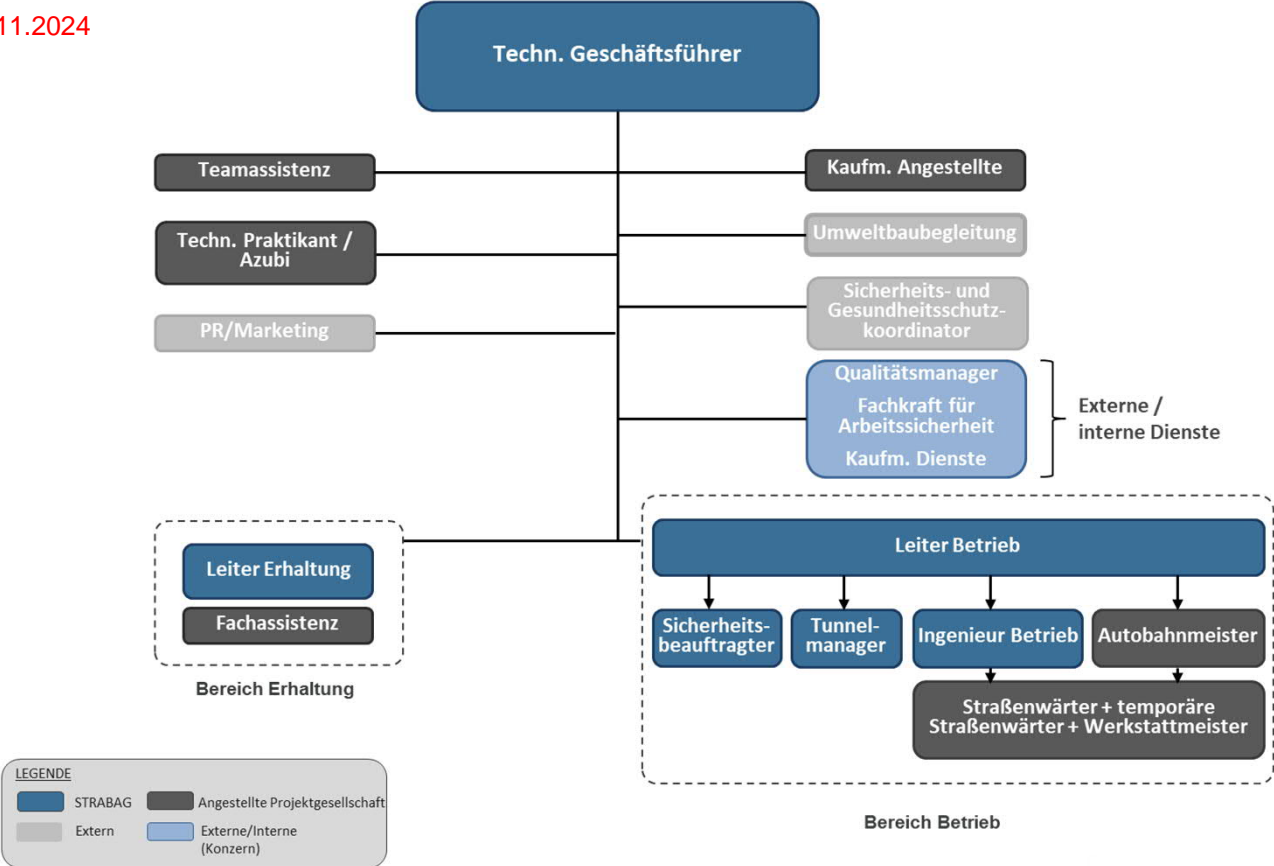 11.2024
Techn. Geschäftsführer
Teamassistenz
Kaufm. Angestellte
Techn. Praktikant /
Azubi
Umweltbaubegleitung
Sicherheits- und
Gesundheitsschutz-
koordinator
PR/Marketing
Qualitätsmanager
Fachkraft für
Arbeitssicherheit
Kaufm. Dienste
Externe /
interne Dienste
Leiter Erhaltung
Fachassistenz
Bereich Erhaltung
Leiter Betrieb
Sicherheits-
beauftragter
Tunnel-
manager
Ingenieur Betrieb
Autobahnmeister
Straßenwärter + temporäre
Straßenwärter + Werkstattmeister
Bereich Betrieb
LEGENDE
STRABAG
Angestellte Projektgesellschaft
Extern
Externe/Interne
(Konzern)